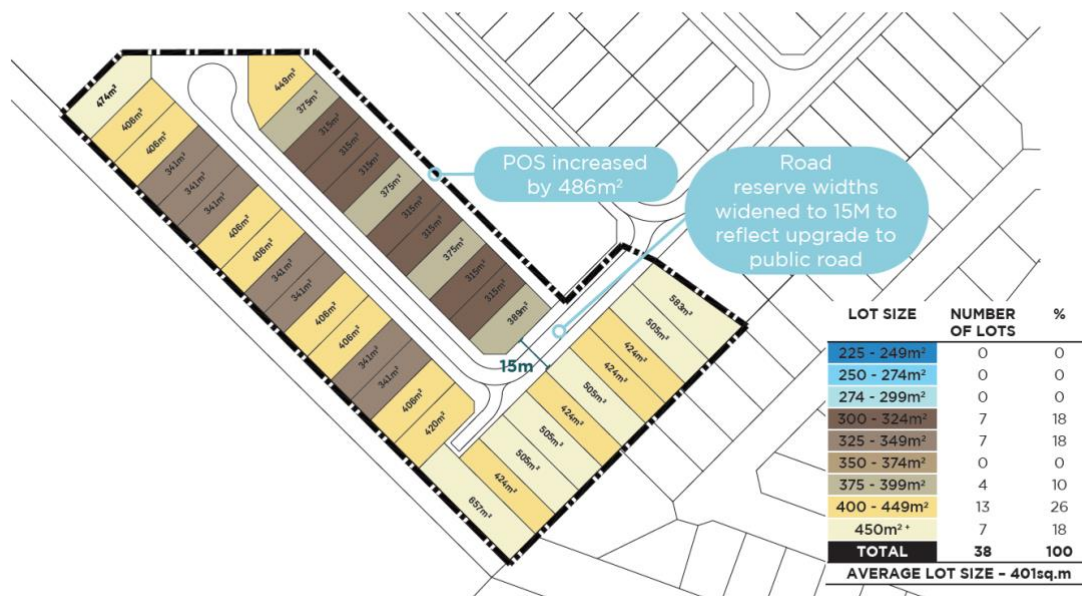 474m²
406m²
406m²
341m²
341m²
341m²
406m²
406m²
341m²
341m²
406m²
406m²
341m²
341m²
406m²
420m²
657m²
449m²
375m²
315m²
315m²
315m²
375m²
315m²
315m²
375m²
315m²
315m²
389m²
583m²
505m²
424m²
424m²
505m²
424m²
505m²
505m²
424m²
15m
POS increased
by 486m²
Road
reserve widths
widened to 15M to
reflect upgrade to
public road
LOT SIZE NUMBER OF LOTS %
225 - 249m² 0 0
250 - 274m² 0 0
274 - 299m² 0 0
300 - 324m² 7 18
325 - 349m² 7 18
350 - 374m² 0 0
375 - 399m² 4 10
400 - 449m² 13 26
450m² + 7 18
TOTAL 38 100
AVERAGE LOT SIZE - 401sq.m